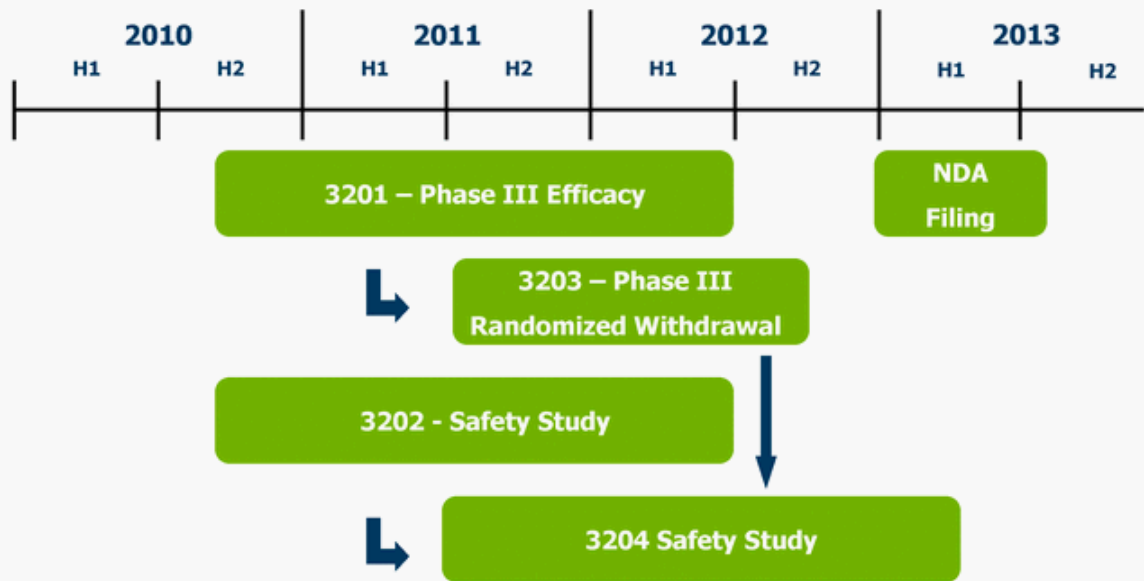 2010
2011
2012
2013
H1
H2
H1
H2
H1
H2
H1
H2
3201 – Phase III Efficacy
NDA
Filing
3203 – Phase III
Randomized Withdrawal
3202 - Safety Study
3204 Safety Study